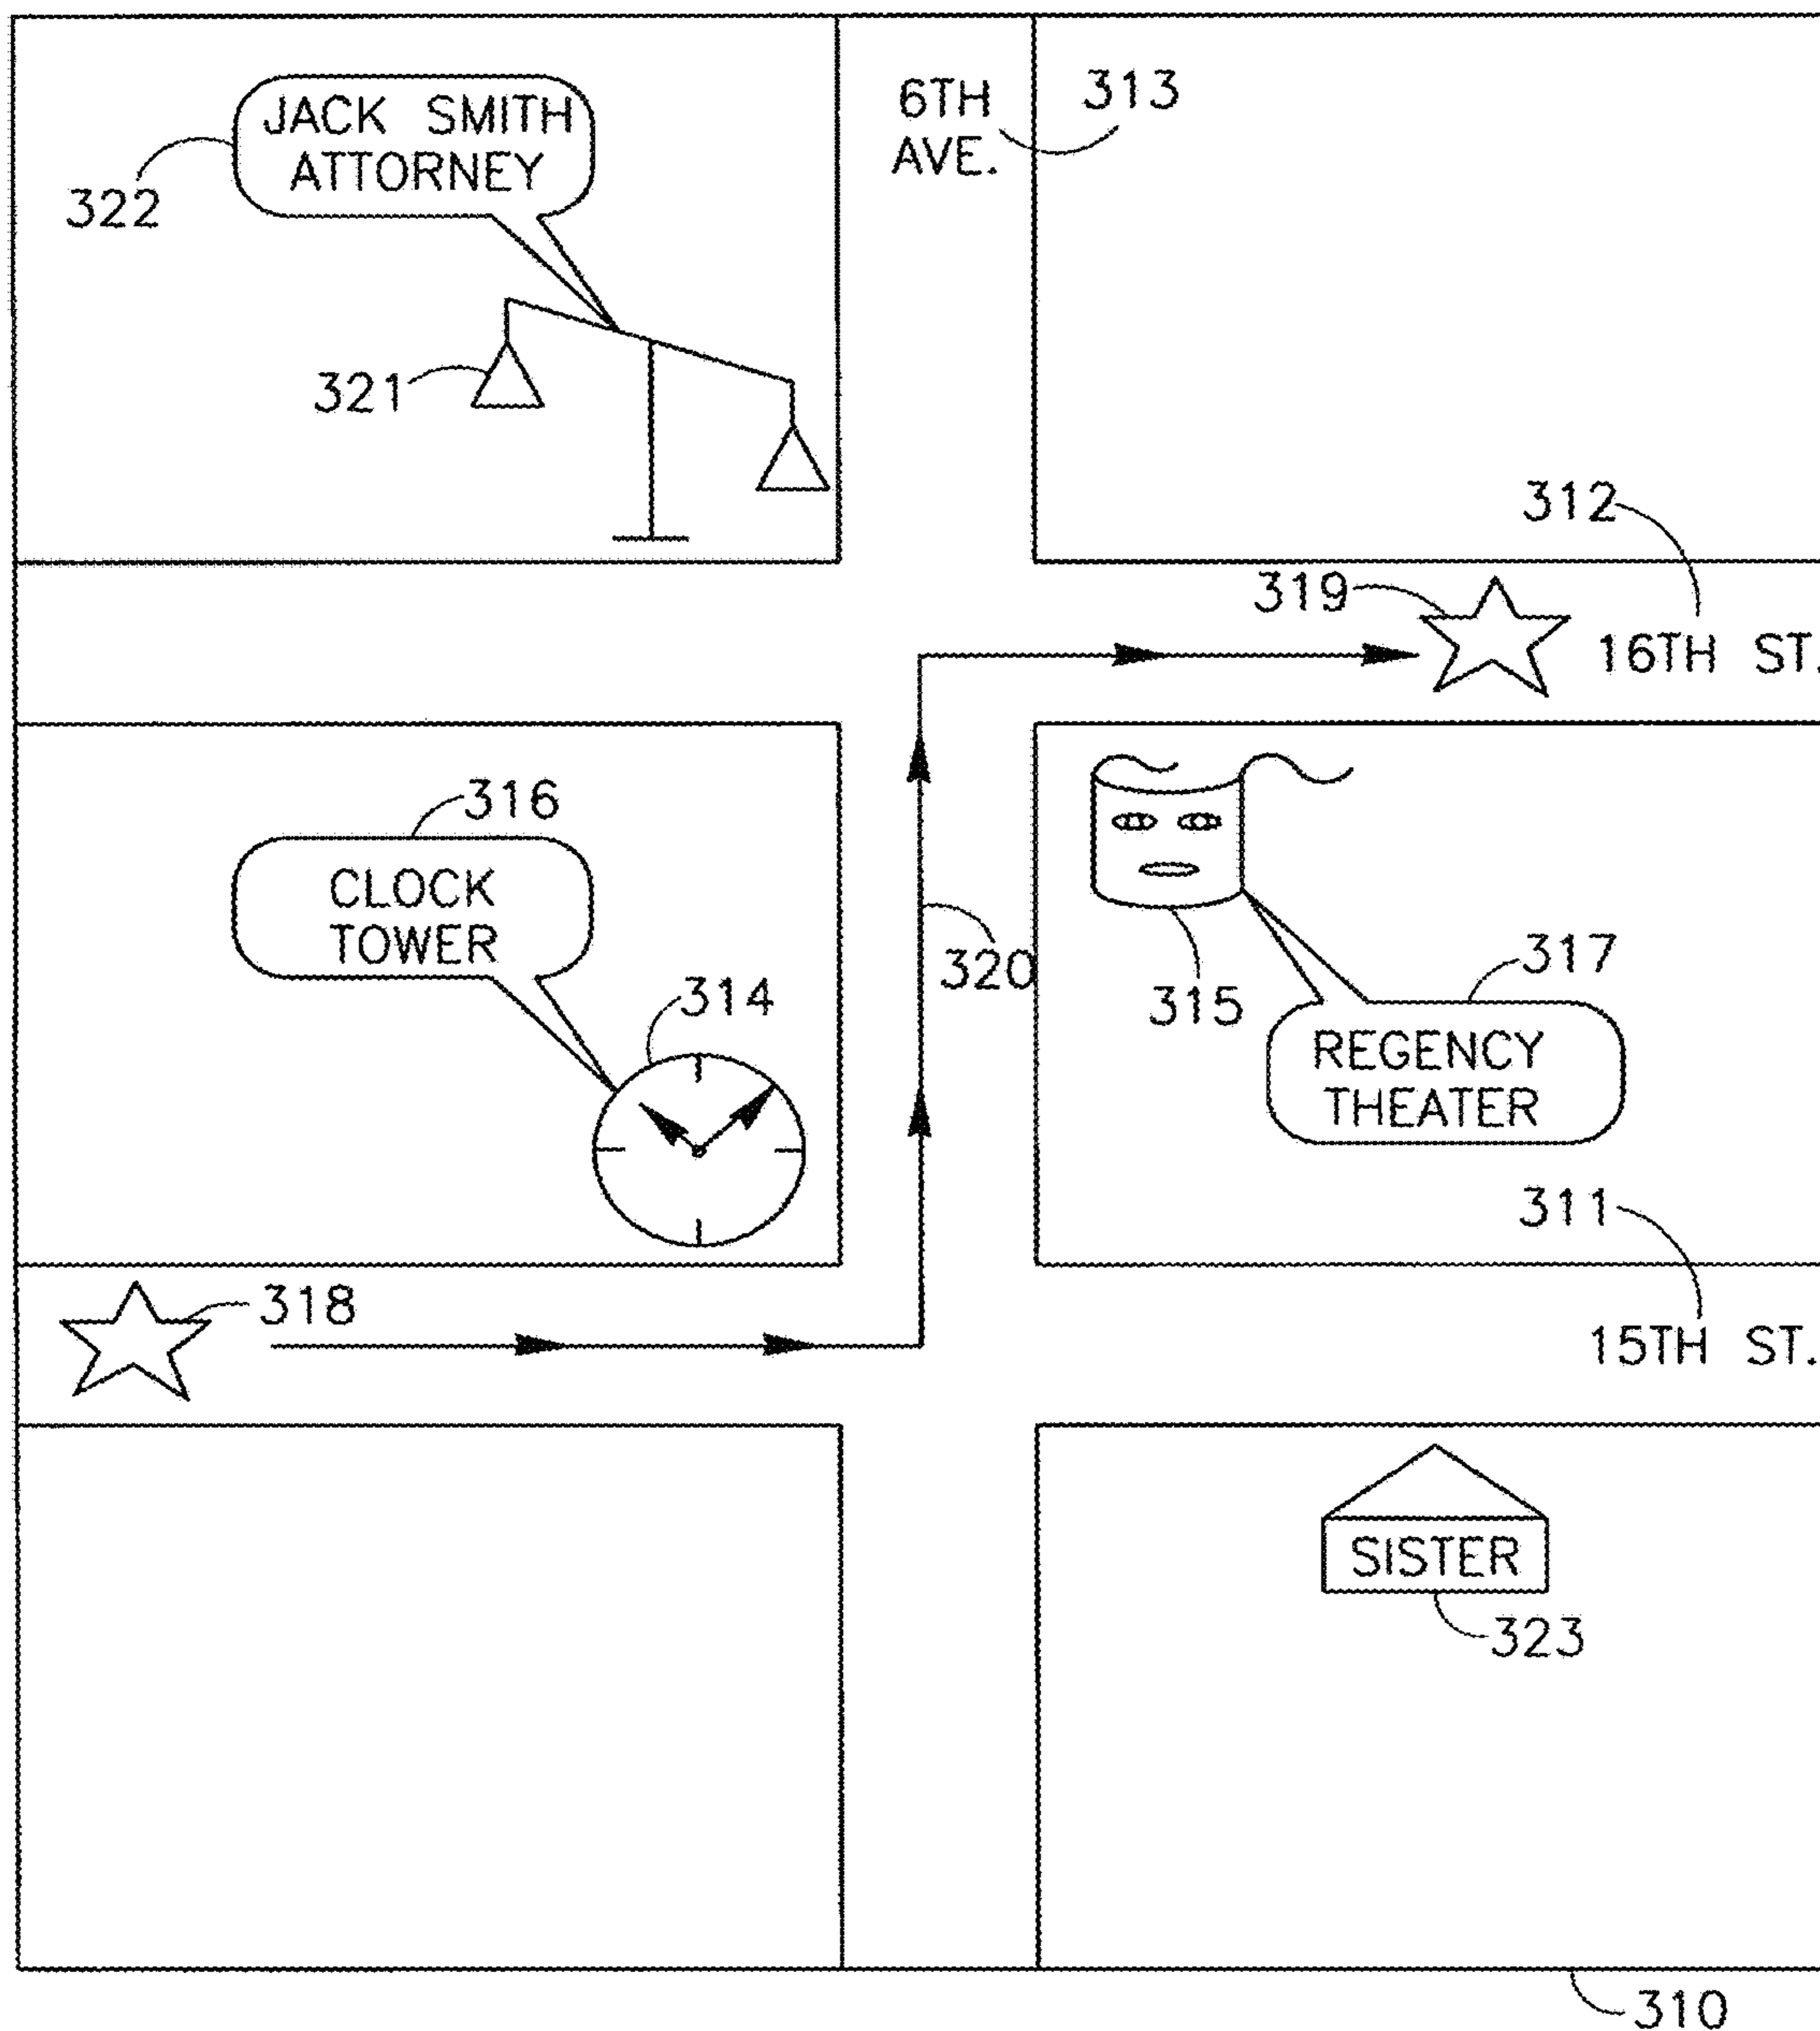 JACK SMITH
ATTORNEY
322
321
6TH
AVE.
313
312
319
16TH ST.
316
CLOCK
TOWER
314
320
315
317
REGENCY
THEATER
311
318
15TH ST.
SISTER
323
310